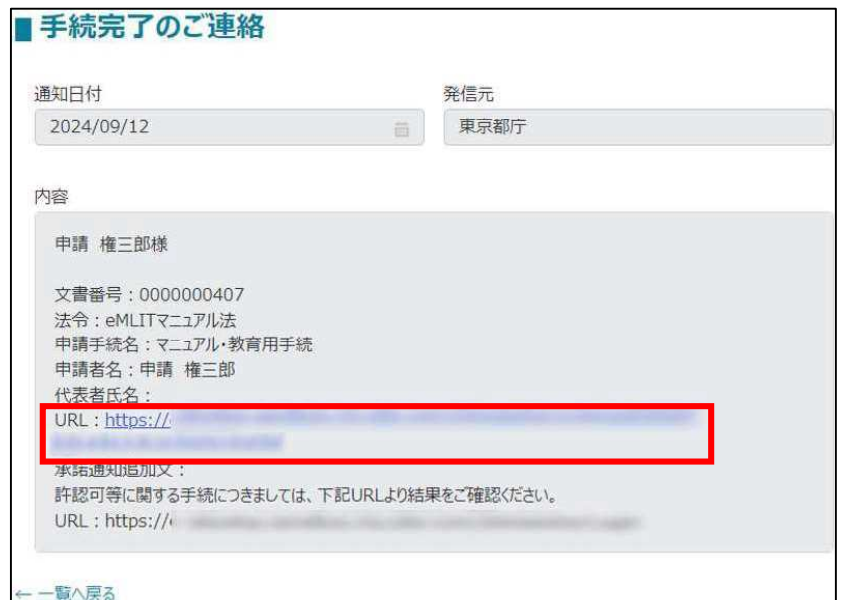 手続完了のご連絡
通知日付
発信元
2024/09/12
東京都庁
内容
申請 権三郎様
文書番号：0000000407
法令：eMLITマニュアル法
申請手続名：マニュアル・教育用手続
申請者名：申請 権三郎
代表者氏名：
URL：https://
承諾通知追加文：
許認可等に関する手続につきましては、下記URLより結果をご確認ください。
URL：https://
← 一覧へ戻る